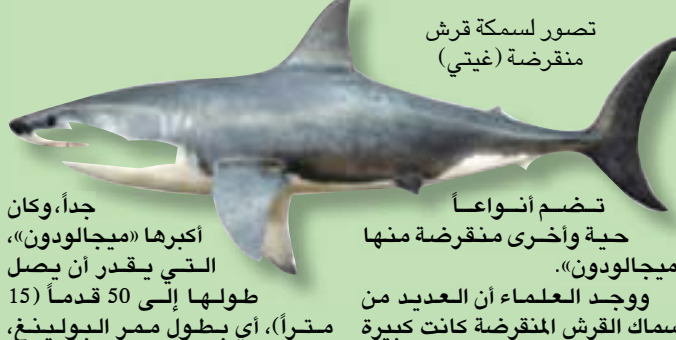 تصور لسمكة قرش
منقرضة (غيتي)
تضم أنواعاً
حية وأخرى منقرضة منها
ميجالودون».
ووجد العلماء أن العديد من
سماك القرش المنقرضة كانت كبيرة
جداً، وكان
أكبرها «ميجالودون»،
التي يقدر أن يصل
طولها إلى 50 قدماً (15
متراً)، أي بطول ممر البولينغ،